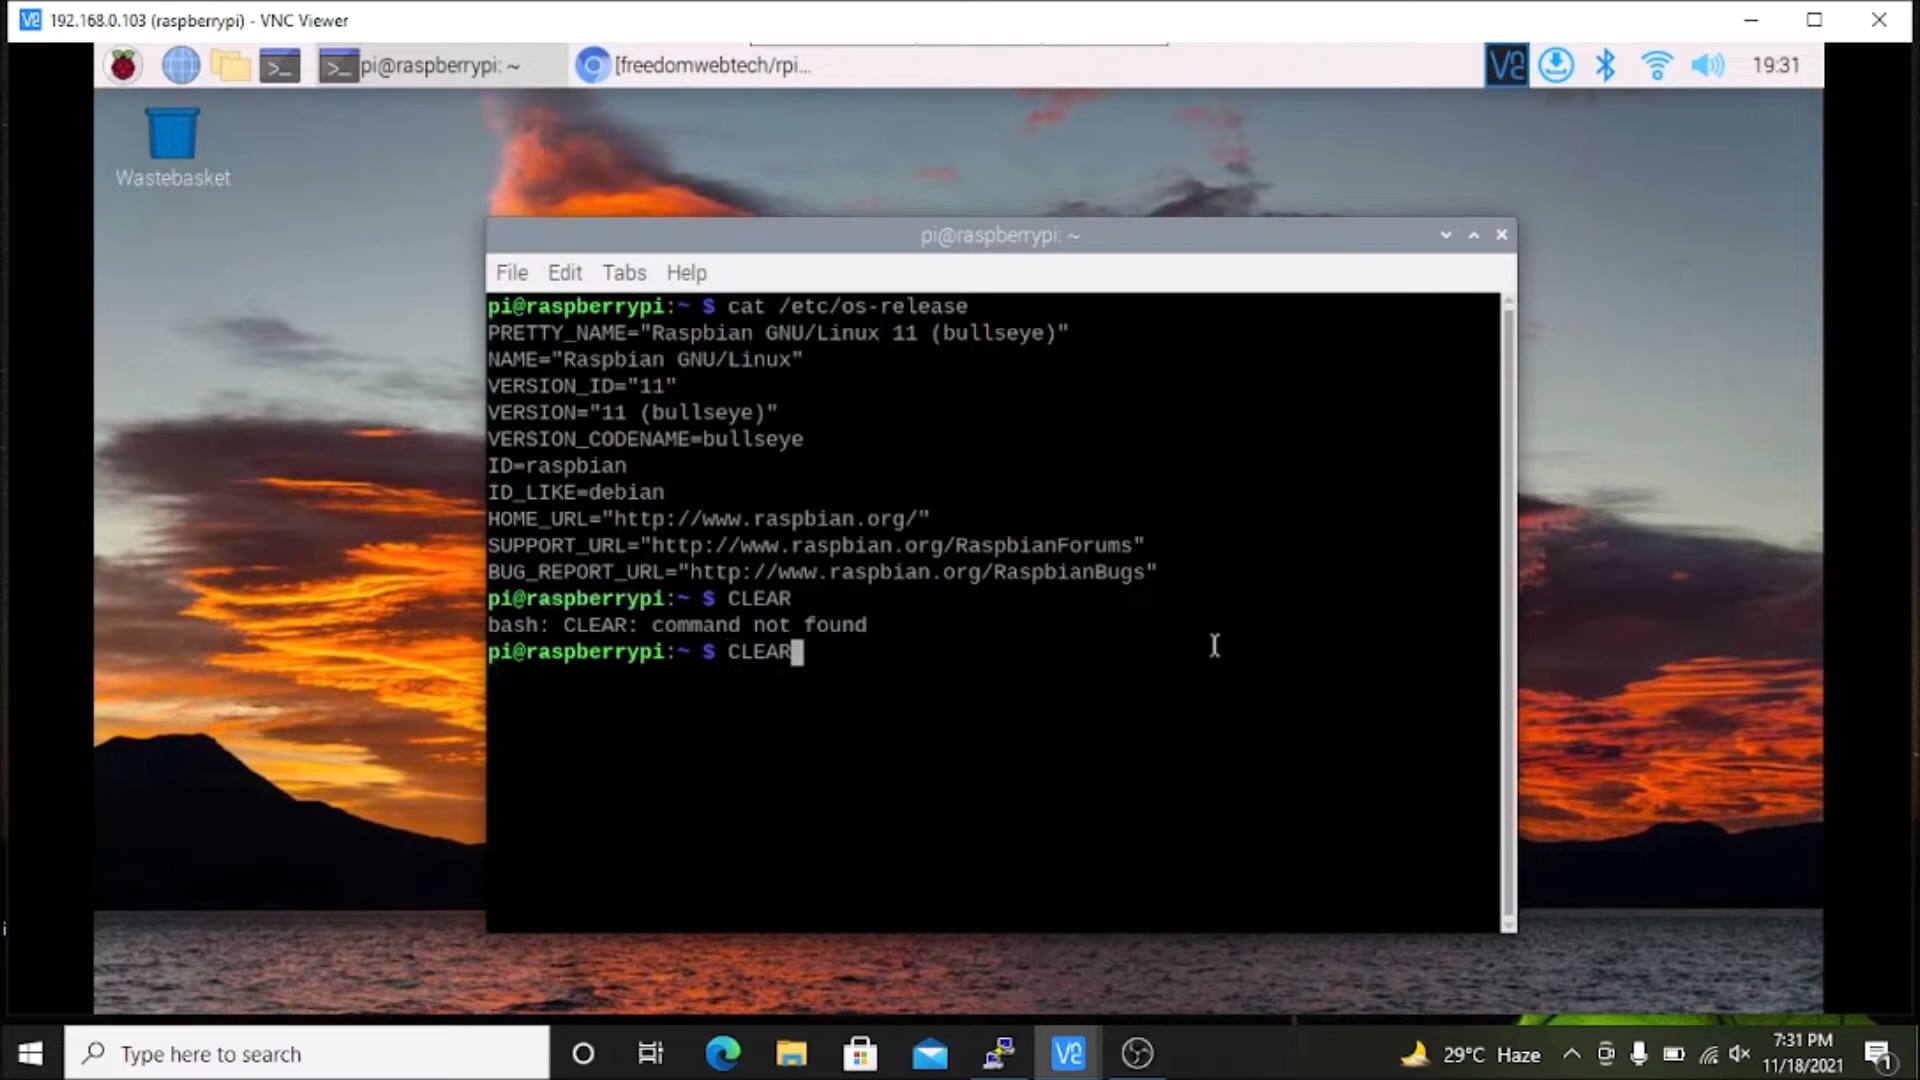 192.168.0.103 (raspberrypi) - VNC Viewer
pi@raspberrypi: ~
[freedomwebtech/rpi...
19:31
Wastebasket
pi@raspberrypi: ~
File Edit Tabs Help
pi@raspberrypi:~ $ cat /etc/os-release
PRETTY_NAME="Raspbian GNU/Linux 11 (bullseye)"
NAME="Raspbian GNU/Linux"
VERSION_ID="11"
VERSION="11 (bullseye)"
VERSION_CODENAME=bullseye
ID=raspbian
ID_LIKE=debian
HOME_URL="http://www.raspbian.org/"
SUPPORT_URL="http://www.raspbian.org/RaspbianForums"
BUG_REPORT_URL="http://www.raspbian.org/RaspbianBugs"
pi@raspberrypi:~ $ CLEAR
bash: CLEAR: command not found
pi@raspberrypi:~ $ CLEAR
Type here to search
29°C Haze
7:31 PM
11/18/2021
1